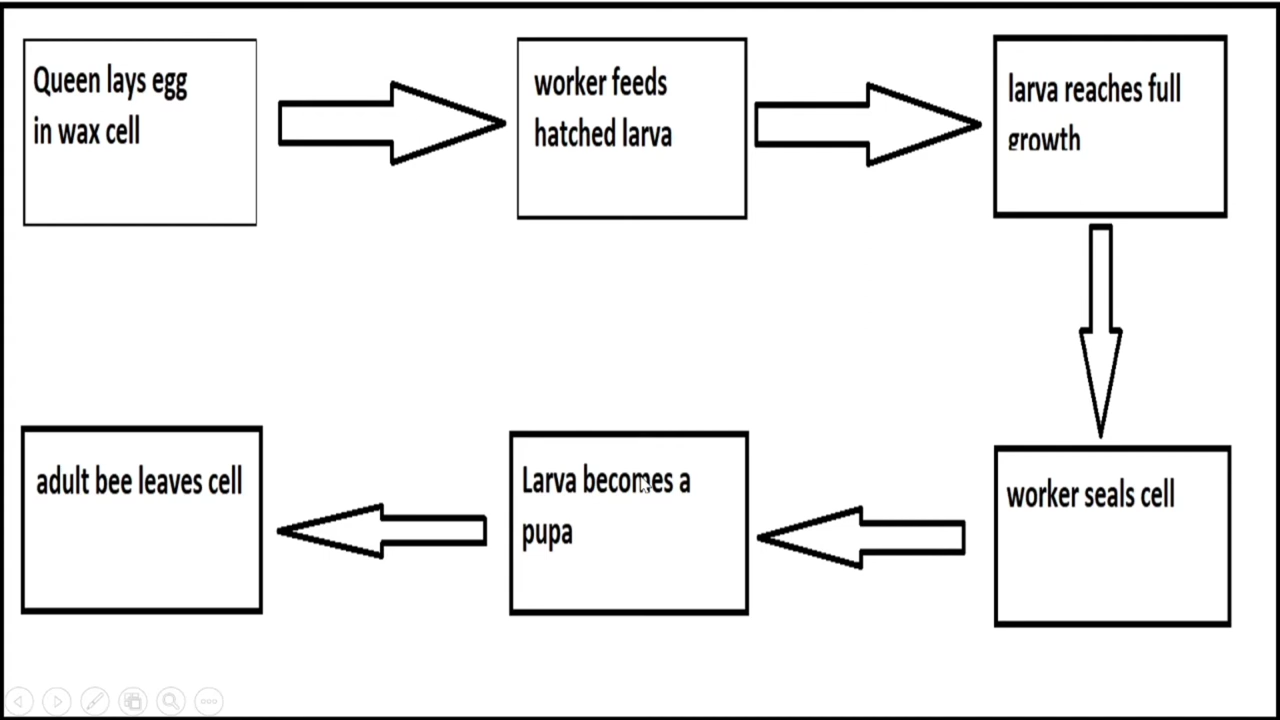 Queen lays egg
in wax cell
worker feeds
hatched larva
larva reaches full
growth
worker seals cell
Larva becomes a
pupa
adult bee leaves cell